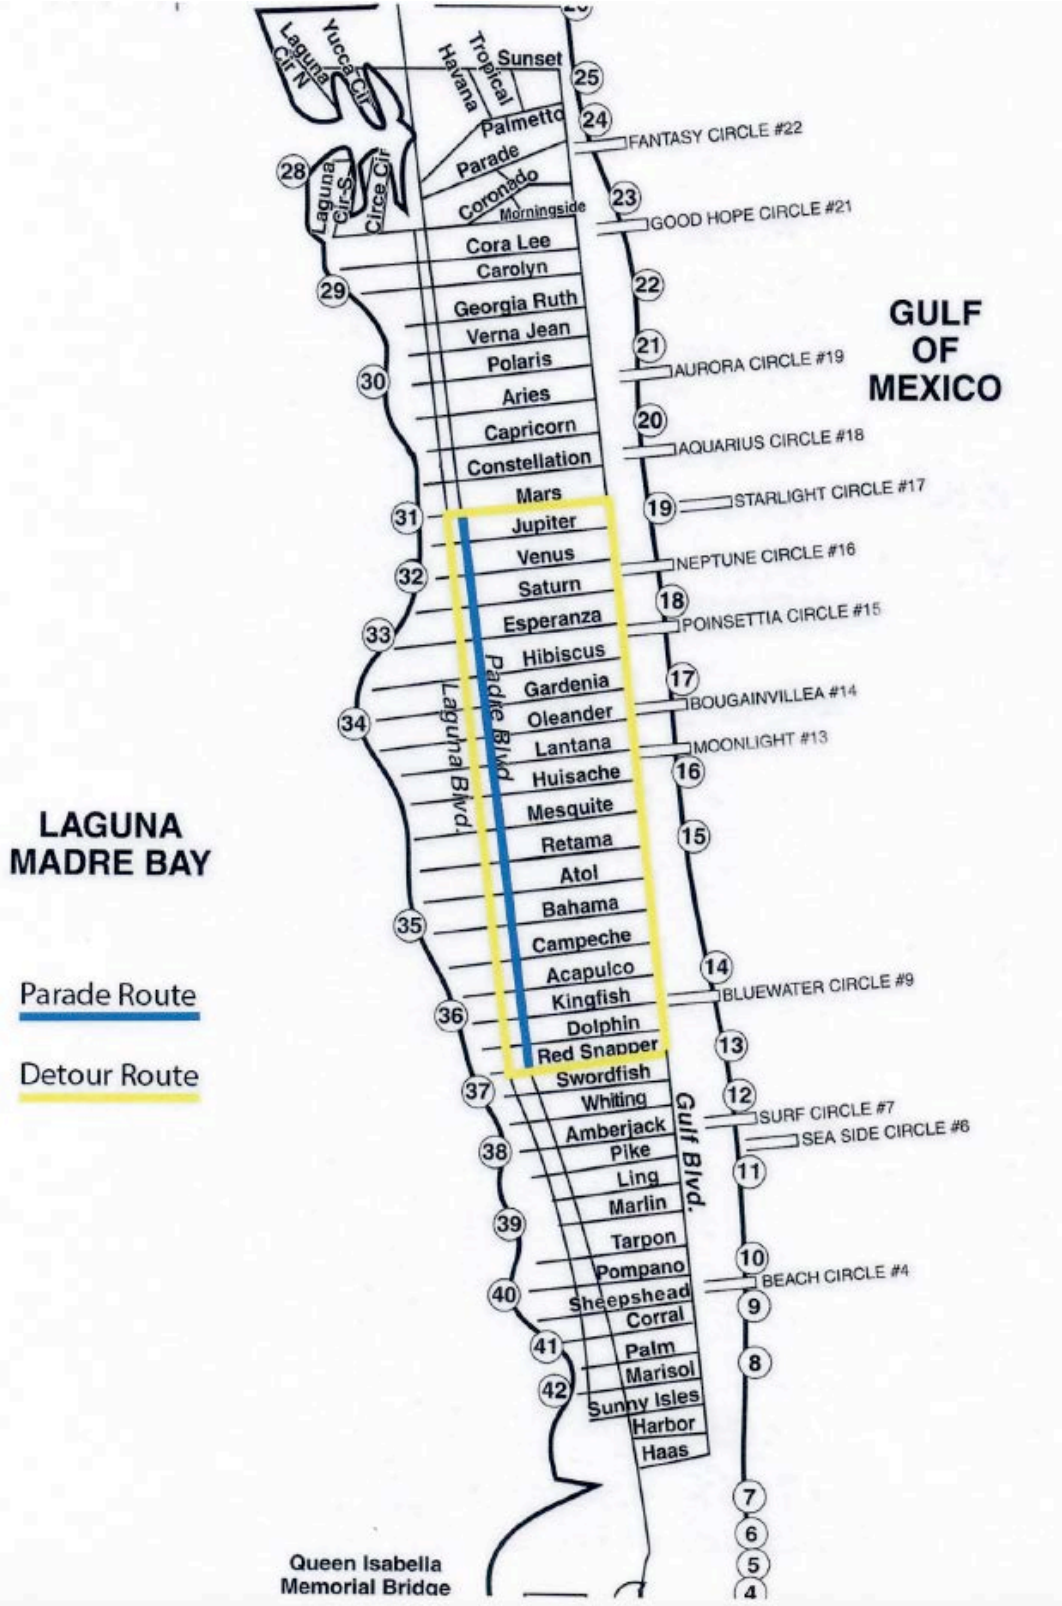 Laguna
Cir N
Yucca Cir
Havana
Tropical
Sunset
25
24
Palmetto
FANTASY CIRCLE #22
Parade
28
Laguna
Cir-S.
Circe Cir
Coronado
23
Morningside
GOOD HOPE CIRCLE #21
Cora Lee
Carolyn
29
22
Georgia Ruth
GULF
OF
MEXICO
Verna Jean
21
Polaris
AURORA CIRCLE #19
30
Aries
20
Capricorn
AQUARIUS CIRCLE #18
Constellation
Mars
STARLIGHT CIRCLE #17
31
19
Jupiter
Venus
NEPTUNE CIRCLE #16
32
Saturn
18
Esperanza
POINSETTIA CIRCLE #15
33
Hibiscus
17
Gardenia
BOUGAINVILLEA #14
Padre Blvd
Laguna Blvd.
34
Oleander
Lantana
MOONLIGHT #13
Huisache
16
Mesquite
LAGUNA
MADRE BAY
15
Retama
Atol
Bahama
35
Campeche
Acapulco
14
Parade Route
Kingfish
BLUEWATER CIRCLE #9
36
Dolphin
13
Red Snapper
Detour Route
Swordfish
37
12
Whiting
Gulf Blvd.
SURF CIRCLE #7
Amberjack
SEA SIDE CIRCLE #6
38
Pike
11
Ling
Marlin
39
Tarpon
10
Pompano
BEACH CIRCLE #4
40
Sheepshead
9
Corral
41
Palm
8
Marisol
42
Sunny Isles
Harbor
Haas
7
6
5
4
Queen Isabella
Memorial Bridge